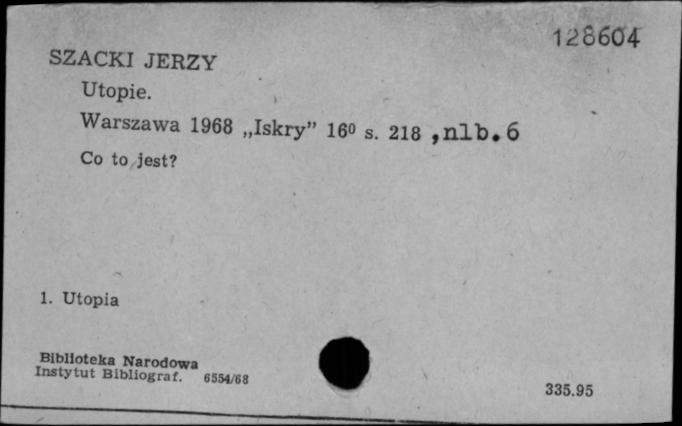 128604
SZACKI JERZY
Utopie.
Warszawa 1968 „Iskry” 16⁰ s. 218 ,nlb.6
Co to jest?
1. Utopia
Biblioteka Narodowa
Instytut Bibliograf. 6554/68
335.95